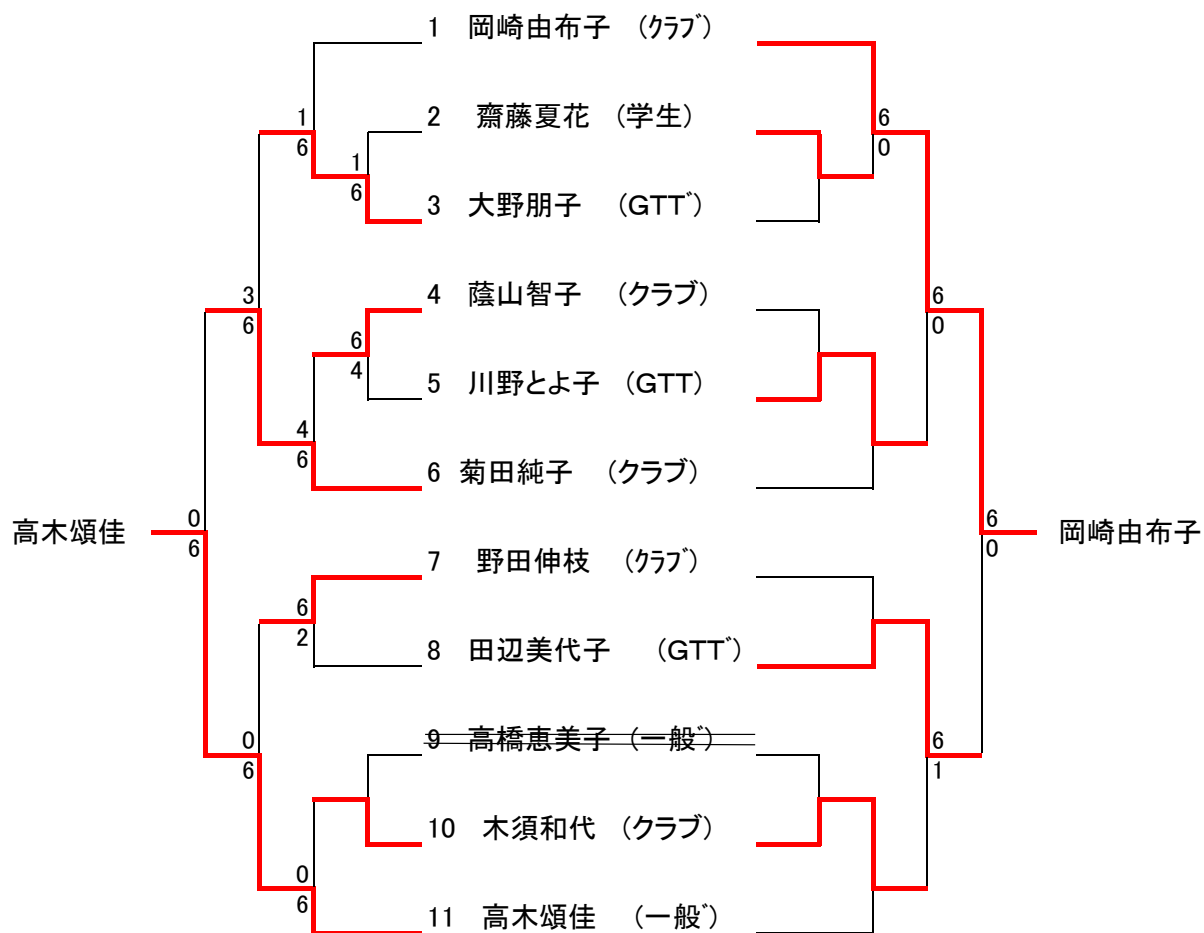 1 岡崎由布子 (クラブ)
1 6
2 齋藤夏花 (学生)
6 0
6
1
6
3 大野朋子 (GTT゛)
3
4 蔭山智子 (クラブ)
6
6
6
0
4
5 川野とよ子 (GTT)
4
6
6 菊田純子 (クラブ)
高木頌佳
0
6
6
0
岡崎由布子
7 野田伸枝 (クラブ)
6
2
8 田辺美代子 (GTT゛)
0
6
9 高橋恵美子 (一般゛)
6
1
10 木須和代 (クラブ)
0
6
11 高木頌佳 (一般゛)